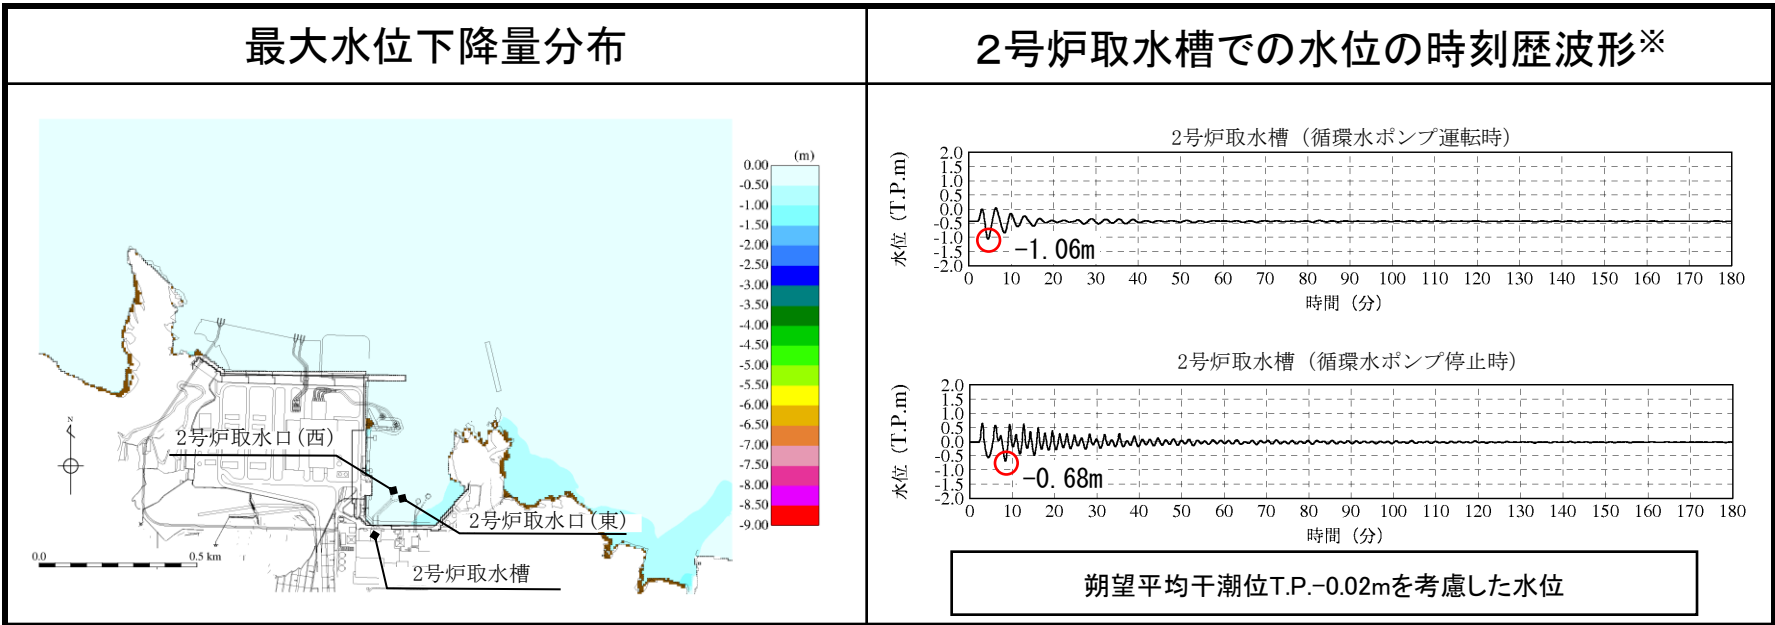 最大水位下降量分布
2号炉取水槽での水位の時刻歴波形※
(m)
0.00
-0.50
-1.00
-1.50
-2.00
-2.50
-3.00
-3.50
-4.00
-4.50
-5.00
-5.50
-6.00
-6.50
-7.00
-7.50
-8.00
-8.50
-9.00
N
2号炉取水口(西)
2号炉取水口(東)
2号炉取水槽
0.0
0.5 km
2号炉取水槽（循環水ポンプ運転時）
水位（T.P.m）
2.0
1.5
1.0
0.5
0.0
-0.5
-1.0
-1.5
-2.0
-1.06m
0 10 20 30 40 50 60 70 80 90 100 110 120 130 140 150 160 170 180
時間（分）
2号炉取水槽（循環水ポンプ停止時）
水位（T.P.m）
2.0
1.5
1.0
0.5
0.0
-0.5
-1.0
-1.5
-2.0
-0.68m
0 10 20 30 40 50 60 70 80 90 100 110 120 130 140 150 160 170 180
時間（分）
朔望平均干潮位T.P.-0.02mを考慮した水位